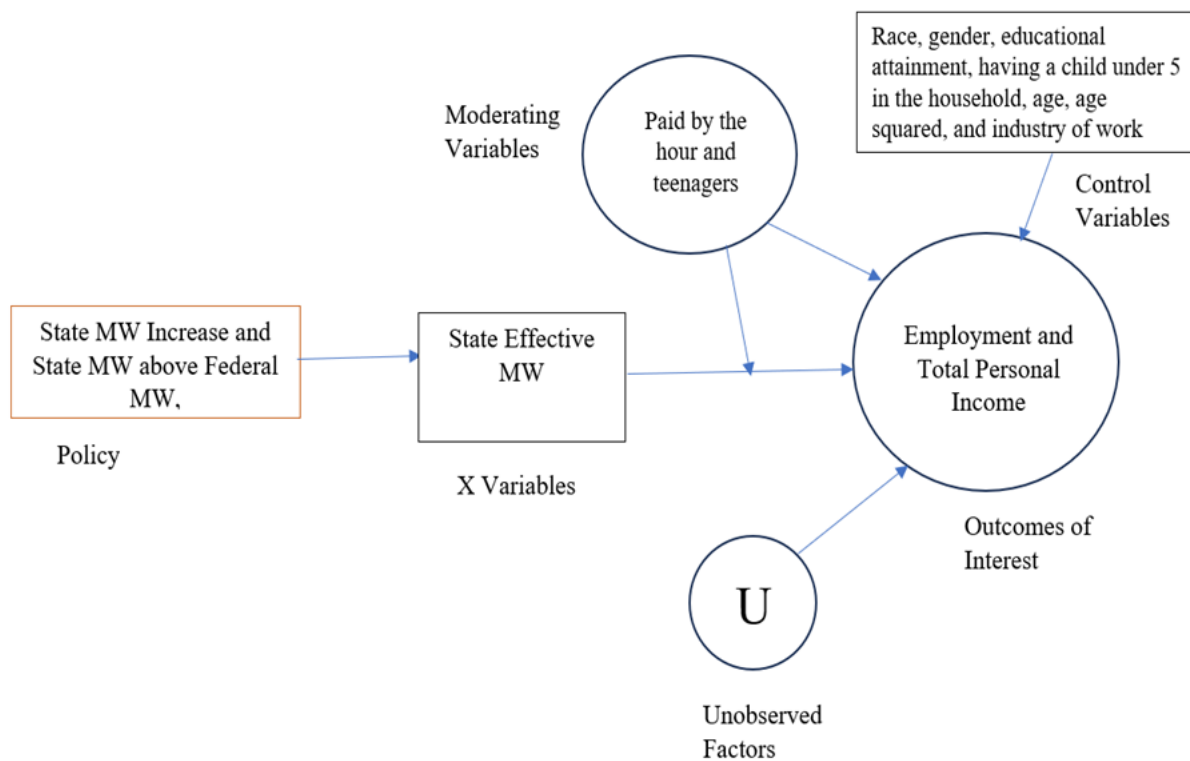 Race, gender, educational
attainment, having a child under 5
in the household, age, age
squared, and industry of work
Moderating
Variables
Paid by the
hour and
teenagers
Control
Variables
State MW Increase and
State MW above Federal
MW,
State Effective
MW
Employment and
Total Personal
Income
Policy
X Variables
Outcomes of
Interest
U
Unobserved
Factors